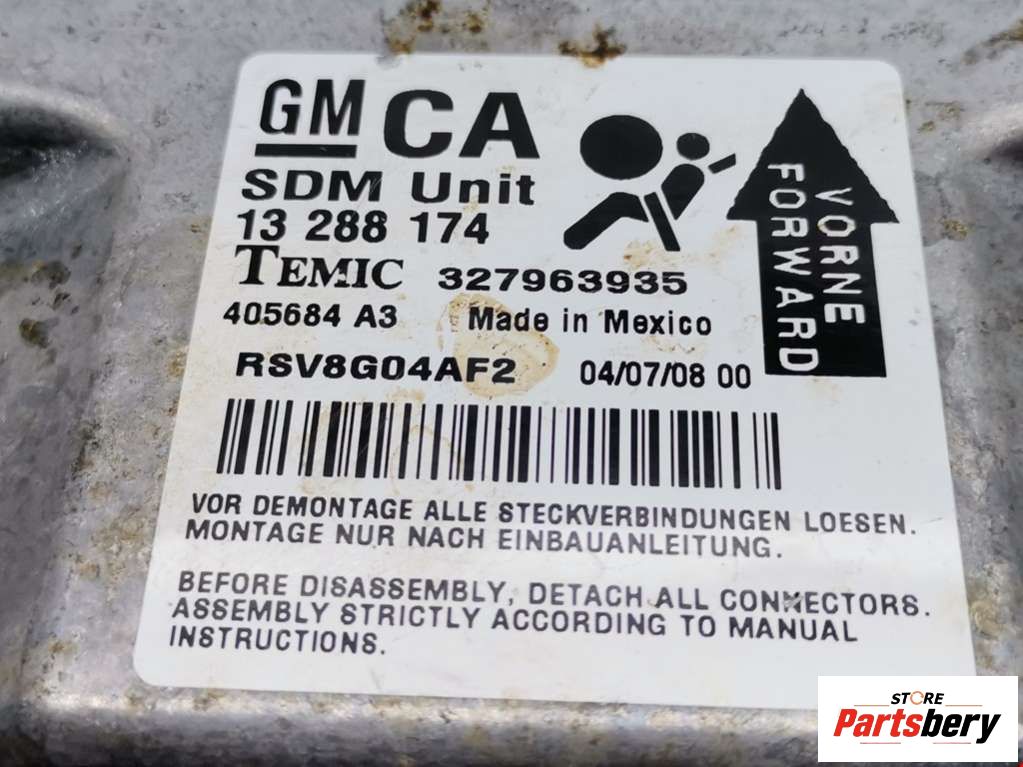 GM CA
SDM Unit
13 288 174
TEMIC 327963935
405684 A3 Made in Mexico
RSV8G04AF2 04/07/08 00
VORNE
FORWARD
VOR DEMONTAGE ALLE STECKVERBINDUNGEN LOESEN.
MONTAGE NUR NACH EINBAUANLEITUNG.
BEFORE DISASSEMBLY, DETACH ALL CONNECTORS.
ASSEMBLY STRICTLY ACCORDING TO MANUAL
INSTRUCTIONS.
STORE
Partsbery